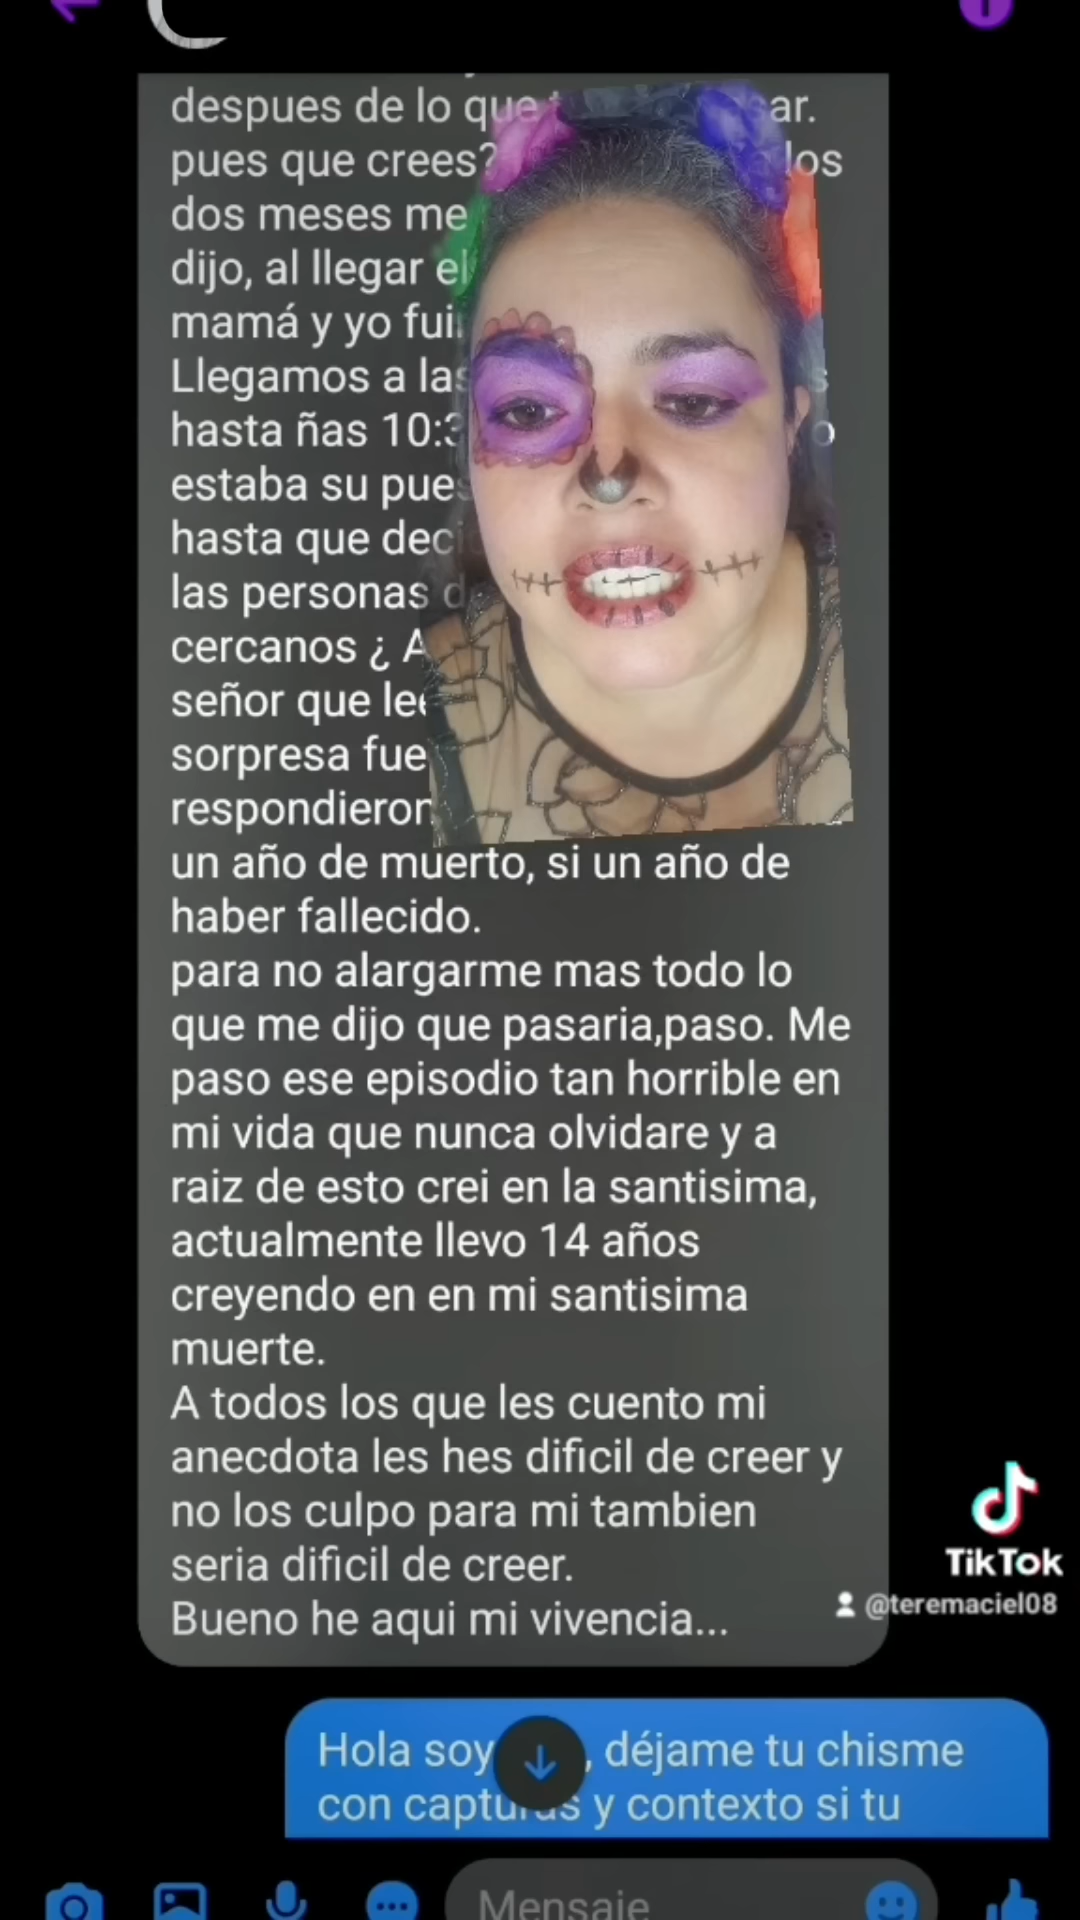 despues de lo que ar.
pues que crees? los
dos meses me
dijo, al llegar el
mamá y yo
Llegamos a las
hasta ñas
estaba su
hasta que
las personas
cercanos ¿
señor que
sorpresa fue
respondieron
un año de muerto, si un año de
haber fallecido.
para no alargarme mas todo lo
que me dijo que pasaria,paso. Me
paso ese episodio tan horrible en
mi vida que nunca olvidare y a
raiz de esto crei en la santisima,
actualmente llevo 14 años
creyendo en en mi santisima
muerte.
A todos los que les cuento mi
anecdota les hes dificil de creer y
no los culpo para mi tambien
seria dificil de creer.
Bueno he aqui mi vivencia...
TikTok
@teremaciel08
Hola soy , déjame tu chisme
con capturas y contexto si tu
Mensaje